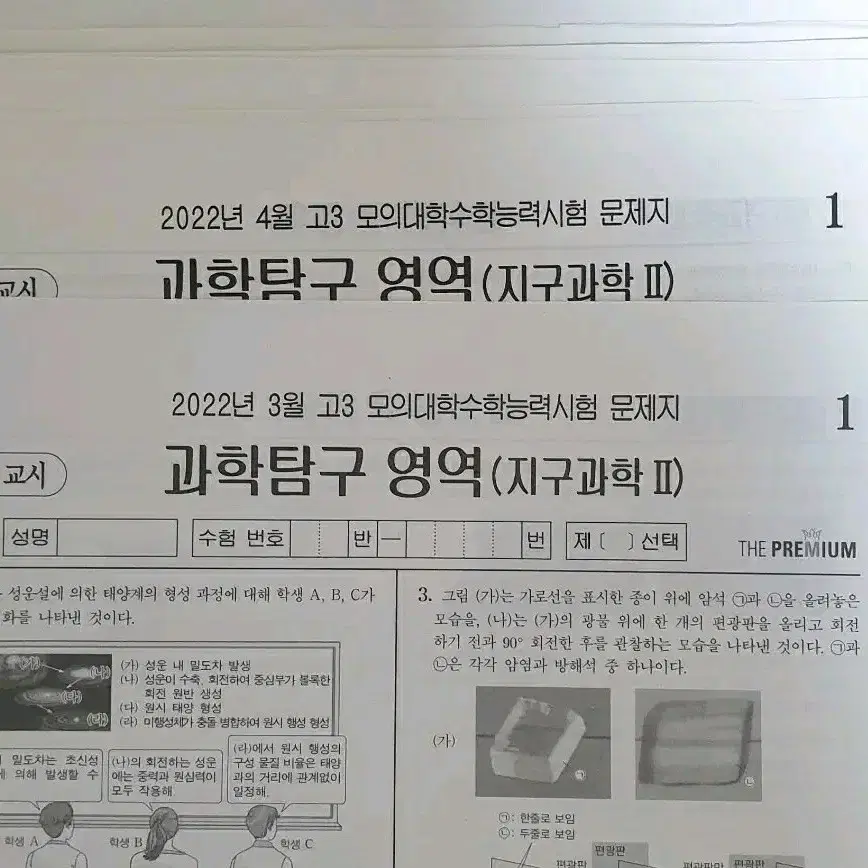 2022년 4월 고3 모의대학수학능력시험 문제지
1
교시
과학탐구 영역(지구과학 Ⅱ)
2022년 3월 고3 모의대학수학능력시험 문제지
1
교시
과학탐구 영역(지구과학 Ⅱ)
성명
수험 번호
반
—
번
제 [ ] 선택
THE PREMIUM
성운설에 의한 태양계의 형성 과정에 대해 학생 A, B, C가
화를 나타낸 것이다.
(가)
(나)
(다)
(라)
(가) 성운 내 밀도차 발생
(나) 성운이 수축, 회전하여 중심부가 볼록한
회전 원반 생성
(다) 원시 태양 형성
(라) 미행성체가 충돌 병합하여 원시 행성 형성
밀도차는 초신성
에 의해 발생할 수
(나)의 회전하는 성운
에는 중력과 원심력이
모두 작용해.
(라)에서 원시 행성의
구성 물질 비율은 태양
과의 거리에 관계없이
일정해.
학생 A
학생 B
학생 C
3. 그림 (가)는 가로선을 표시한 종이 위에 암석 ㉠과 ㉡을 올려놓은
모습을, (나)는 (가)의 광물 위에 한 개의 편광판을 올리고 회전
하기 전과 90° 회전한 후를 관찰하는 모습을 나타낸 것이다. ㉠과
㉡은 각각 암염과 방해석 중 하나이다.
(가)
㉠
㉡
㉠: 한줄로 보임
㉡: 두줄로 보임
편광판
편광판
편광판만
편광판